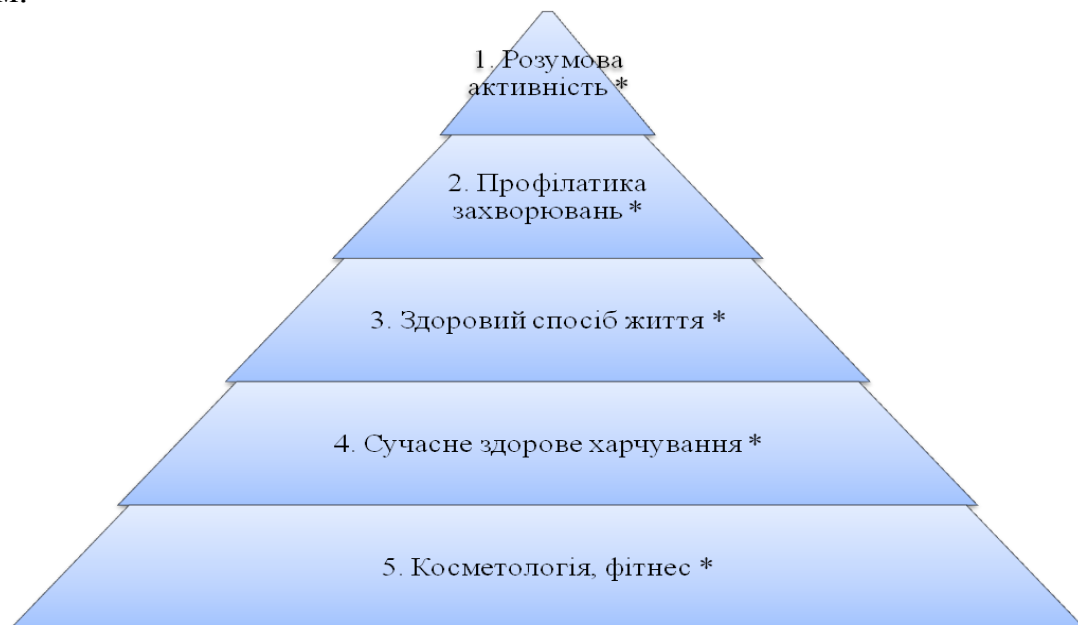 1. Розумова
активність *
2. Профілатика
захворювань *
3. Здоровий спосіб життя *
4. Сучасне здорове харчування *
5. Косметологія, фітнес *